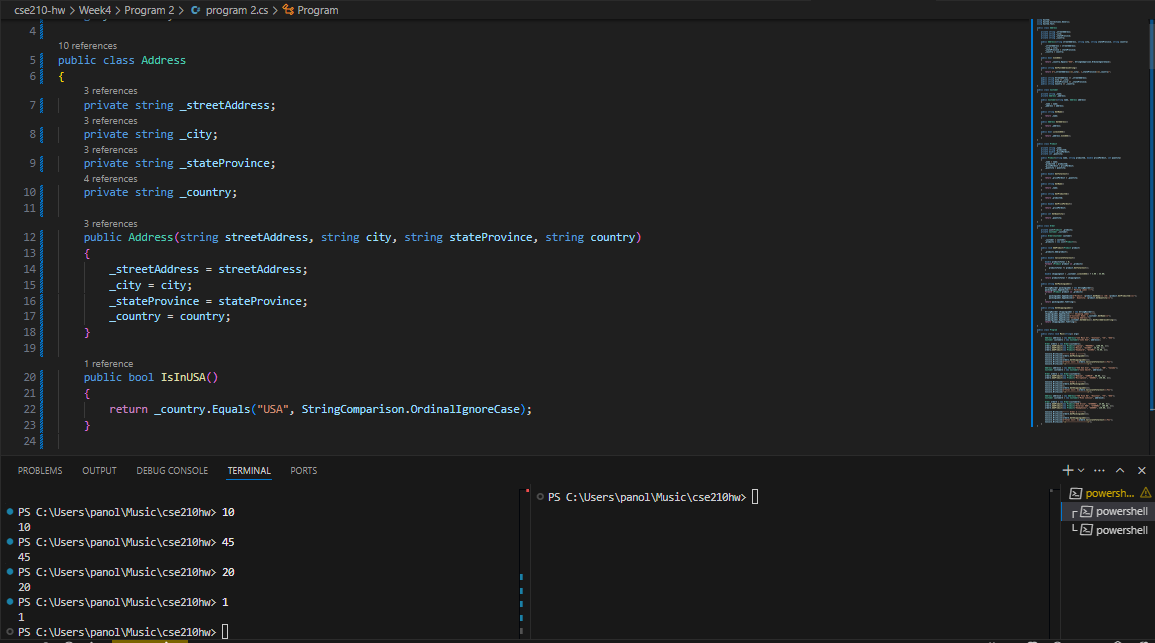 cse210-hw > Week4 > Program 2 > program 2.cs > Program
4
10 references
5 public class Address
6 {
3 references
7 private string _streetAddress;
3 references
8 private string _city;
3 references
9 private string _stateProvince;
4 references
10 private string _country;
11
3 references
12 public Address(string streetAddress, string city, string stateProvince, string country)
13 {
14 _streetAddress = streetAddress;
15 _city = city;
16 _stateProvince = stateProvince;
17 _country = country;
18 }
19
1 reference
20 public bool IsInUSA()
21 {
22 return _country.Equals("USA", StringComparison.OrdinalIgnoreCase);
23 }
24
PROBLEMS OUTPUT DEBUG CONSOLE TERMINAL PORTS
PS C:\Users\panol\Music\cse210hw> 10
10
PS C:\Users\panol\Music\cse210hw> 45
45
PS C:\Users\panol\Music\cse210hw> 20
20
PS C:\Users\panol\Music\cse210hw> 1
1
PS C:\Users\panol\Music\cse210hw>
PS C:\Users\panol\Music\cse210hw>
powersh...
powershell
powershell